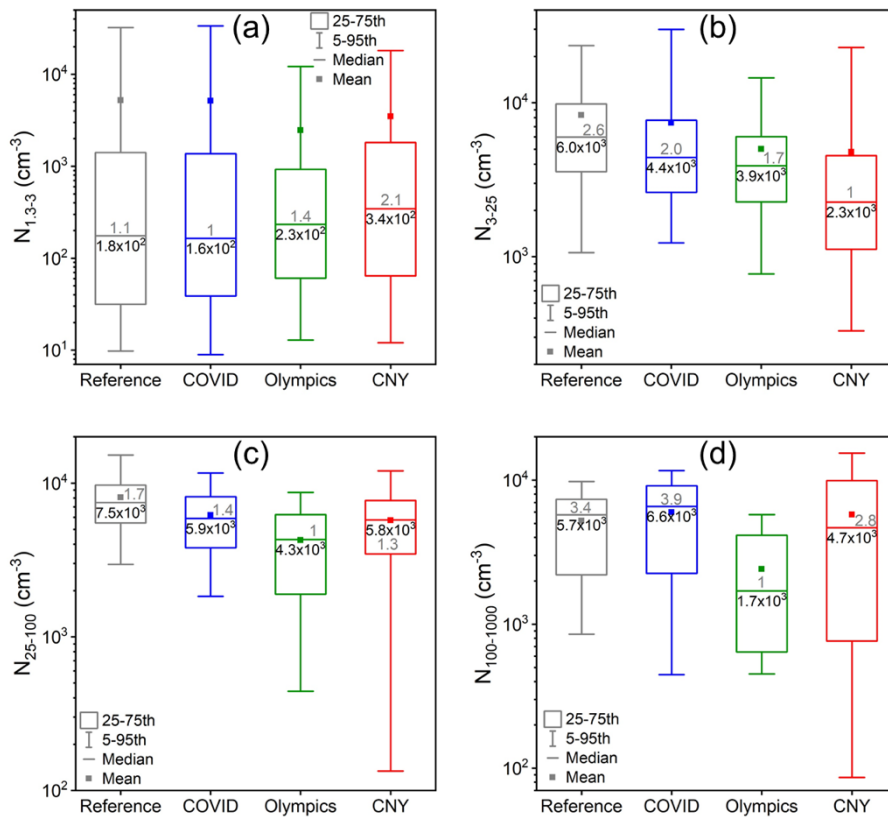 (a)
25-75th
5-95th
Median
Mean
N1.3-3 (cm-3)
10^4
10^3
10^2
10^1
1.1
1.8x10^2
1
1.6x10^2
1.4
2.3x10^2
2.1
3.4x10^2
Reference COVID Olympics CNY
(b)
N3-25 (cm-3)
10^4
10^3
2.6
6.0x10^3
2.0
4.4x10^3
1.7
3.9x10^3
1
2.3x10^3
25-75th
5-95th
Median
Mean
Reference COVID Olympics CNY
(c)
N25-100 (cm-3)
10^4
10^3
10^2
1.7
7.5x10^3
1.4
5.9x10^3
1
4.3x10^3
5.8x10^3
1.3
25-75th
5-95th
Median
Mean
Reference COVID Olympics CNY
(d)
N100-1000 (cm-3)
10^4
10^3
10^2
3.4
5.7x10^3
3.9
6.6x10^3
1
1.7x10^3
2.8
4.7x10^3
25-75th
5-95th
Median
Mean
Reference COVID Olympics CNY